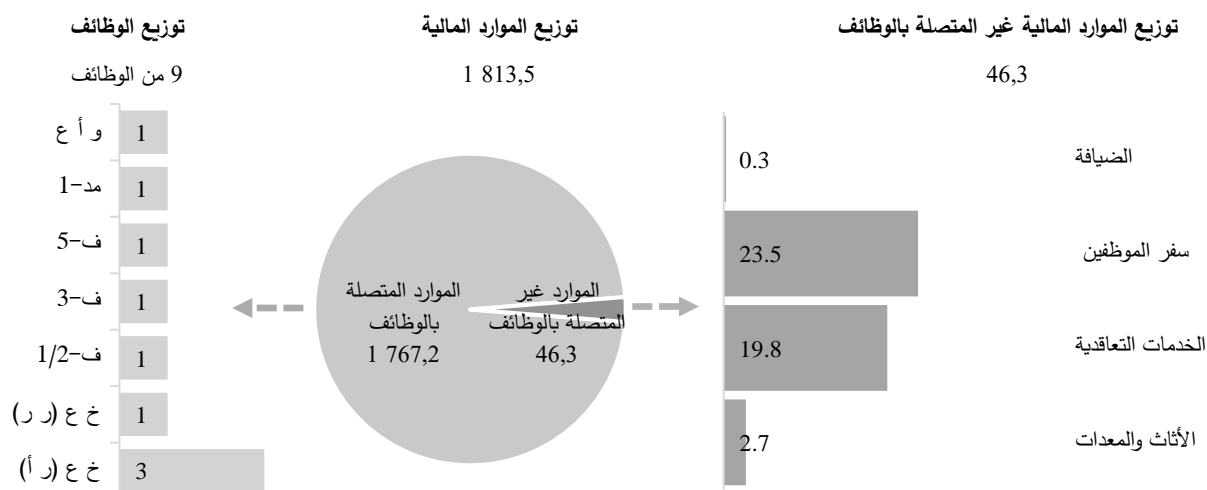 توزيع الموارد المالية غير المتصلة بالوظائف
46,3
الضيافة
0.3
سفر الموظفين
23.5
الخدمات التعاقدية
19.8
الأثاث والمعدات
2.7
توزيع الموارد المالية
1 813,5
الموارد غير
المتصلة بالوظائف
46,3
الموارد المتصلة
بالوظائف
1 767,2
توزيع الوظائف
9 من الوظائف
و أ ع
1
مد-1
1
ف-5
1
ف-3
1
ف-1/2
1
خ ع (ر ر)
1
خ ع (ر أ)
3